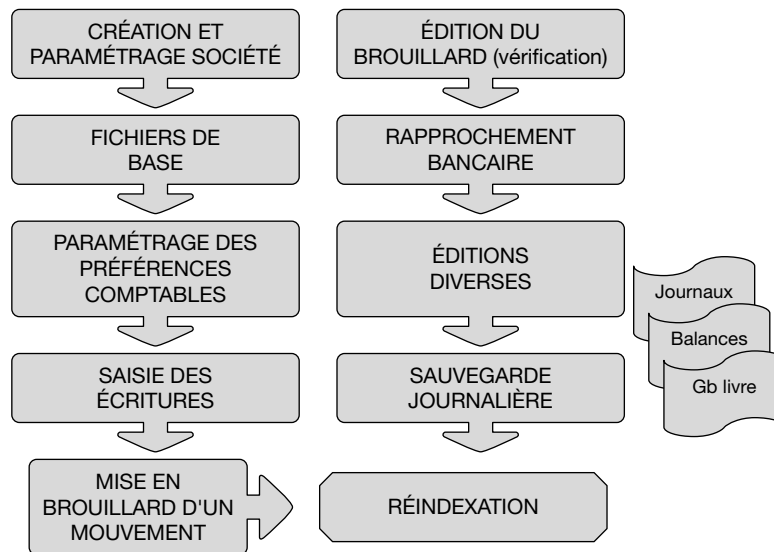 CRÉATION ET
PARAMÉTRAGE SOCIÉTÉ
FICHIERS DE
BASE
PARAMÉTRAGE DES
PRÉFÉRENCES
COMPTABLES
SAISIE DES
ÉCRITURES
MISE EN
BROUILLARD D'UN
MOUVEMENT
ÉDITION DU
BROUILLARD (vérification)
RAPPROCHEMENT
BANCAIRE
ÉDITIONS
DIVERSES
SAUVEGARDE
JOURNALIÈRE
RÉINDEXATION
Journaux
Balances
Gb livre